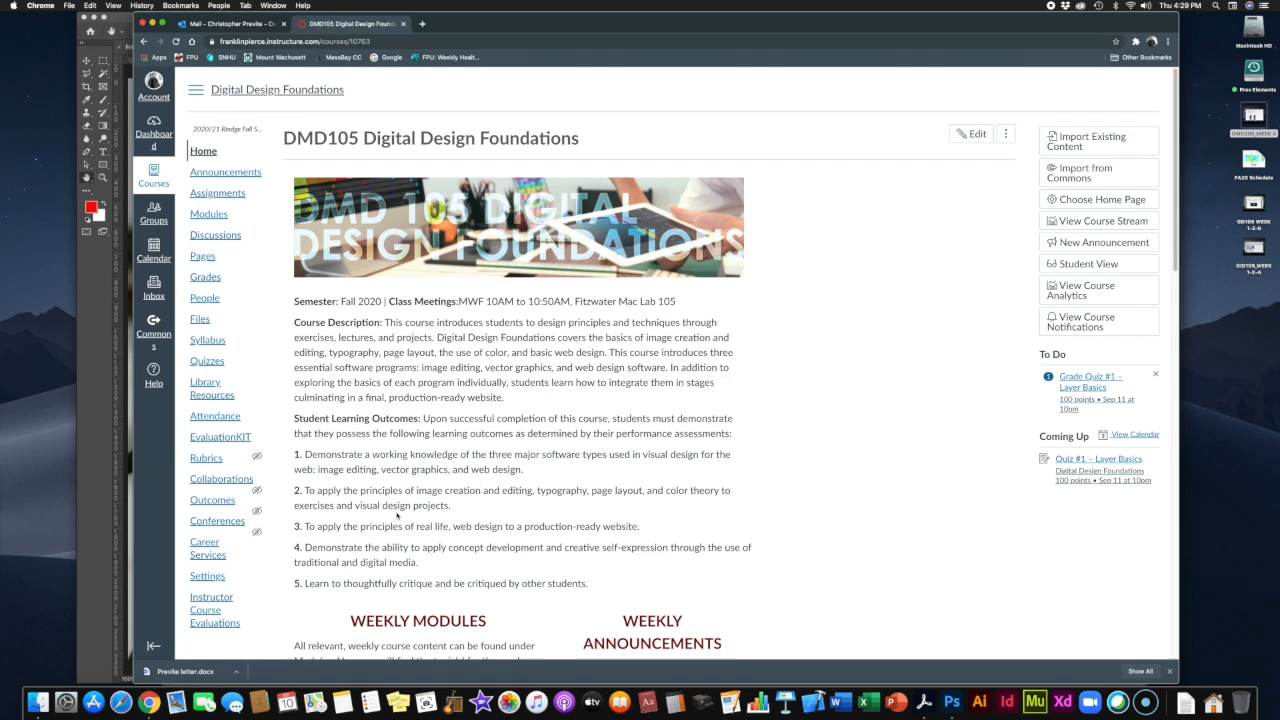 Chrome File Edit View History Bookmarks People Tab Window Help
Thu 4:29 PM
Mail – Christopher Previte – O
DMD105 Digital Design Foun
franklinpierce.instructure.com/courses/10763
Apps FPU SNHU Mount Wachusett MassBay CC Google FPU: Weekly Healt...
Other Bookmarks
Macintosh HD
Prev Elements
FA20 Schedule
GD109 WEEK
1-2-b
1-2-A
Account
Dashboar
d
Courses
Groups
Calendar
Inbox
Common
s
Help
Digital Design Foundations
2020/21 Rindge Fall S...
Home
Announcements
Assignments
Modules
Discussions
Pages
Grades
People
Files
Syllabus
Quizzes
Library
Resources
Attendance
EvaluationKIT
Rubrics
Collaborations
Outcomes
Conferences
Career
Services
Settings
Instructor
Course
Evaluations
DMD105 Digital Design Foundations
Edit
DMD 105 DIGITAL
DESIGN FOUNDATIONS
Semester: Fall 2020 | Class Meetings:MWF 10AM to 10:50AM, Fitzwater Mac Lab 105
Course Description: This course introduces students to design principles and techniques through
exercises, lectures, and projects. Digital Design Foundations covers the basics of image creation and
editing, typography, page layout, the use of color, and basic web design. This course introduces three
essential software programs: image editing, vector graphics, and web design software. In addition to
exploring the basics of each program individually, students learn how to integrate them in stages
culminating in a final, production-ready website.
Student Learning Outcomes: Upon successful completion of this course, students must demonstrate
that they possess the following learning outcomes as determined by their performance assessments:
1. Demonstrate a working knowledge of the three major software types used in visual design for the
web: image editing, vector graphics, and web design.
2. To apply the principles of image creation and editing, typography, page layout, and color theory to
exercises and visual design projects.
3. To apply the principles of real life, web design to a production-ready website.
4. Demonstrate the ability to apply concept development and creative self-expression through the use of
traditional and digital media.
5. Learn to thoughtfully critique and be critiqued by other students.
WEEKLY MODULES
All relevant, weekly course content can be found under
WEEKLY
ANNOUNCEMENTS
Import Existing
Content
Import from
Commons
Choose Home Page
View Course Stream
New Announcement
Student View
View Course
Analytics
View Course
Notifications
To Do
1
Grade Quiz #1 –
Layer Basics
100 points • Sep 11 at
10pm
Coming Up
View Calendar
Quiz #1 – Layer Basics
Digital Design Foundations
100 points • Sep 11 at 10pm
Previte letter.docx
Show All
10
tv
Aa
W
X
P
Ps
Ai
Id
Mu
Xd